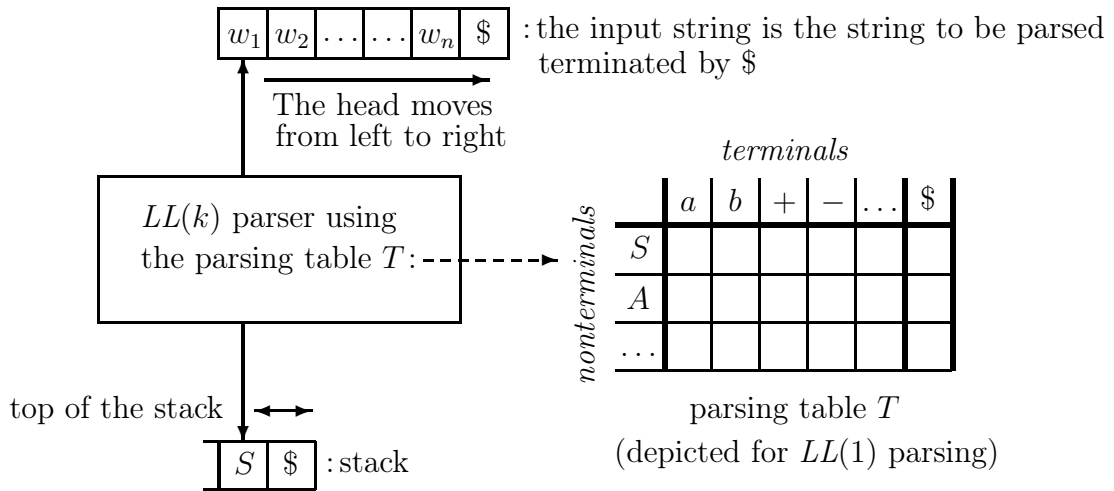 w1 w2 ... ... wn $ : the input string is the string to be parsed
terminated by $
The head moves
from left to right
LL(k) parser using
the parsing table T :
terminals
nonterminals
a b + − ... $
S
A
...
parsing table T
(depicted for LL(1) parsing)
top of the stack
S $ : stack